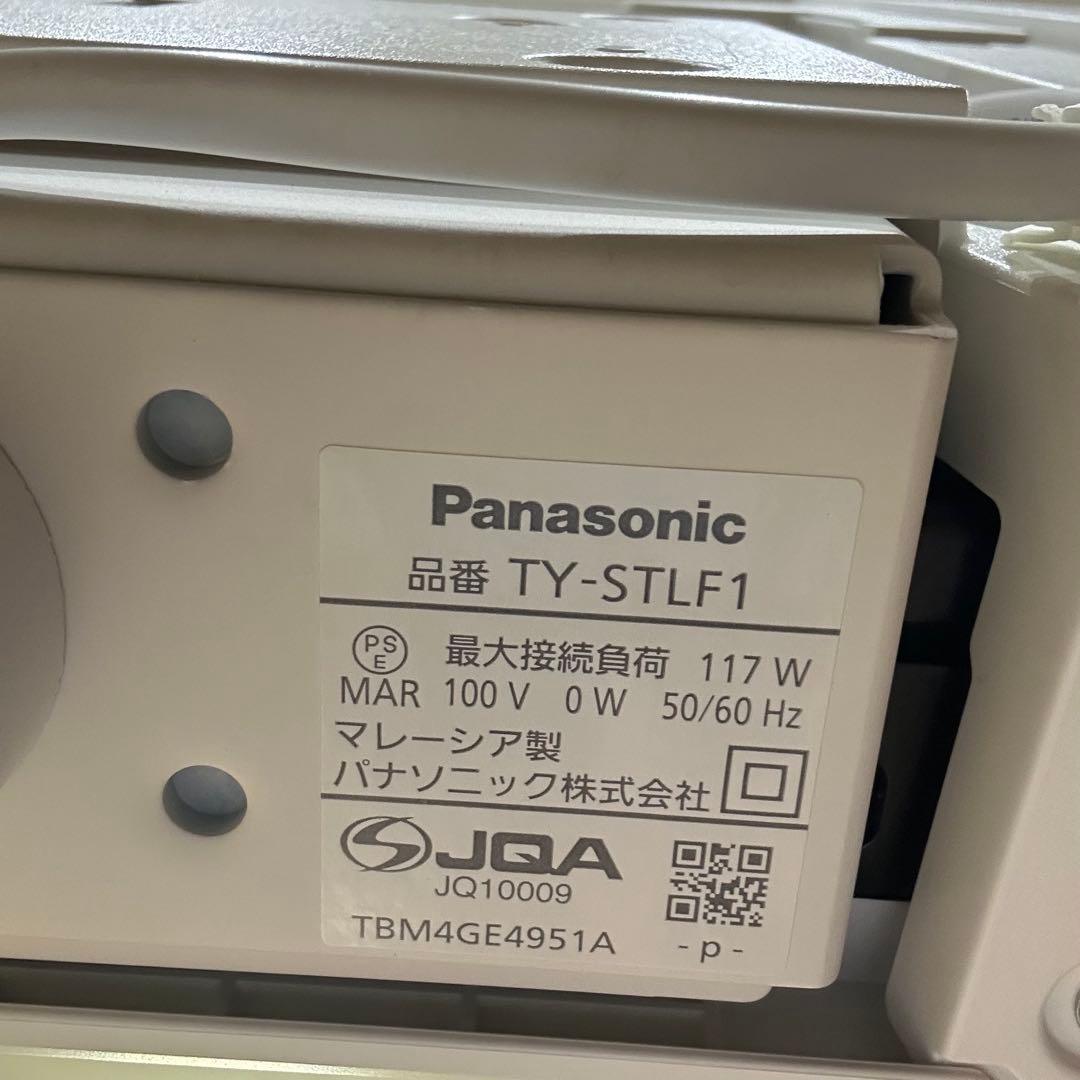 Panasonic
品番 TY-STLF1
PSE 最大接続負荷 117 W
MAR 100 V 0 W 50/60 Hz
マレーシア製
パナソニック株式会社
JQA
JQ10009
TBM4GE4951A - p -